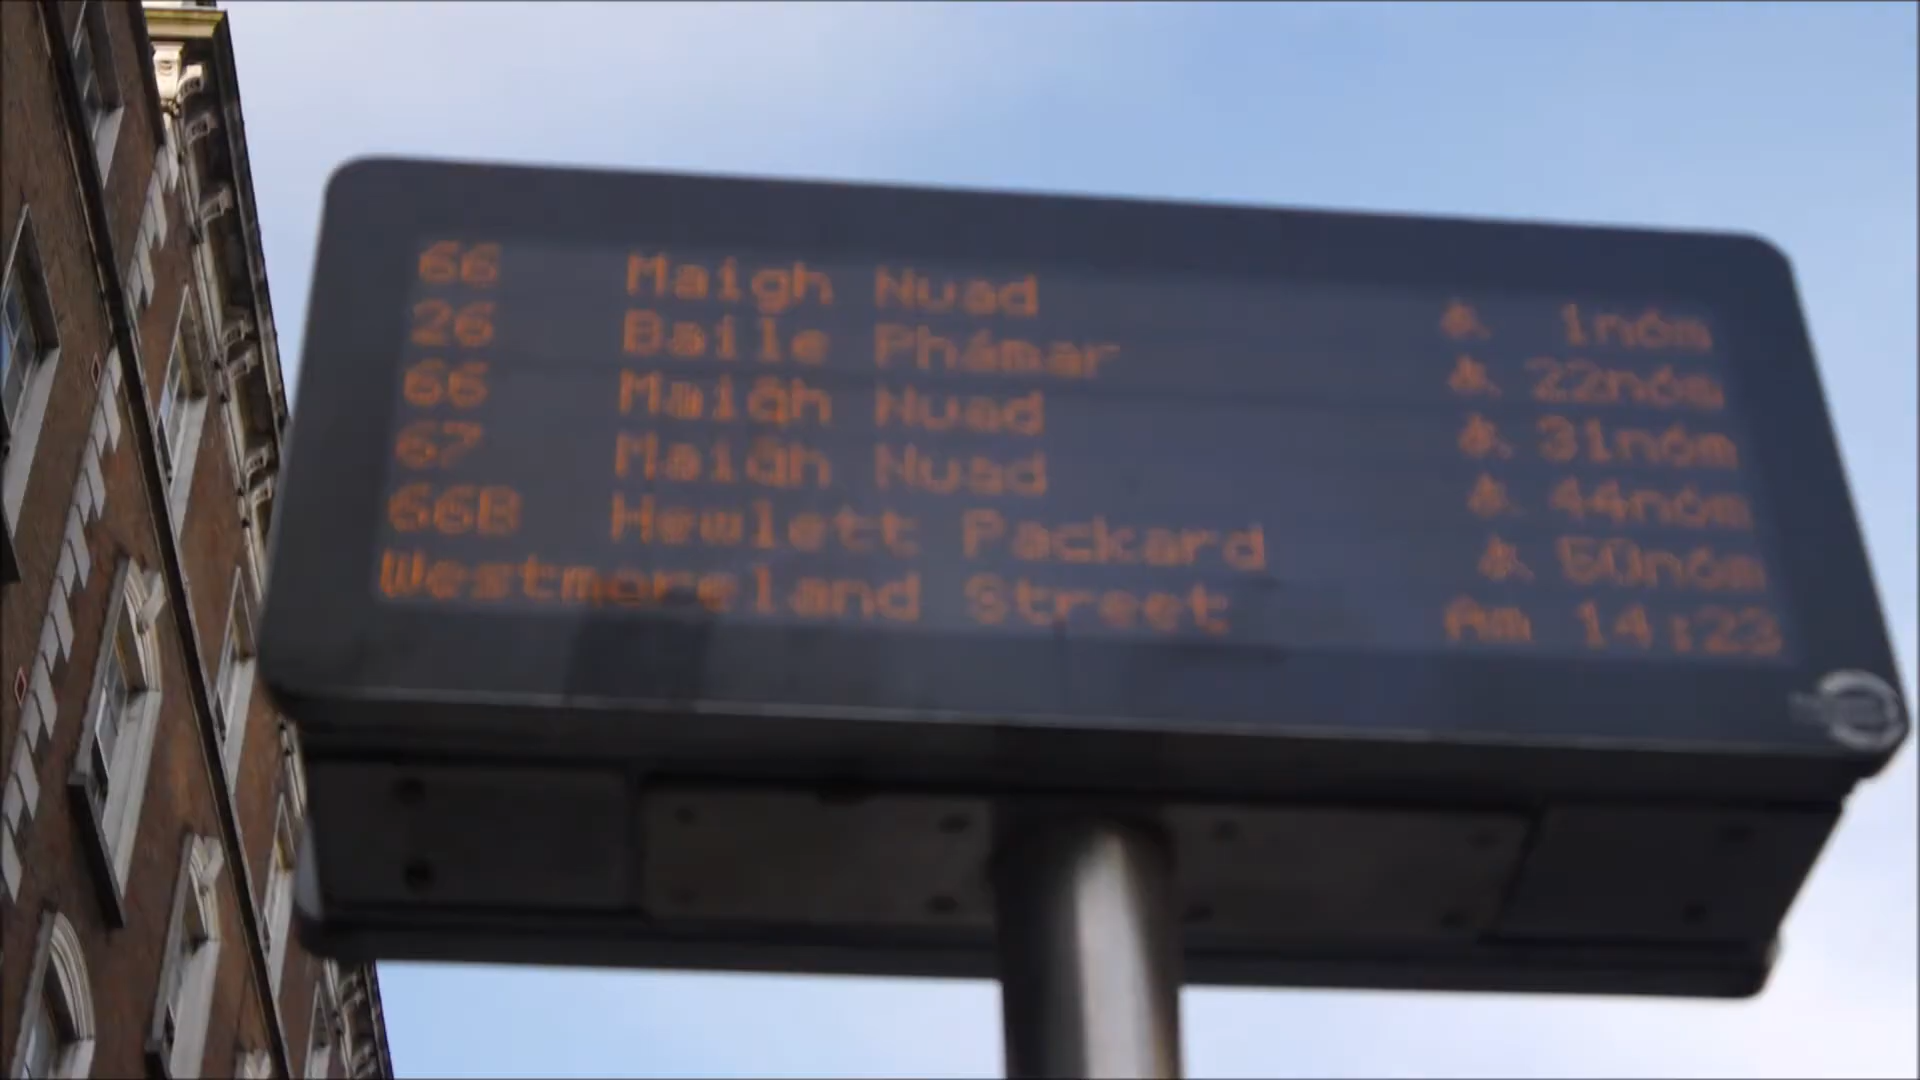 66 Maigh Nuad 1nóm
26 Baile Phámar 22nóm
66 Maigh Nuad 31nóm
67 Maigh Nuad 44nóm
66B Hewlett Packard 50nóm
Westmoreland Street Am 14:23